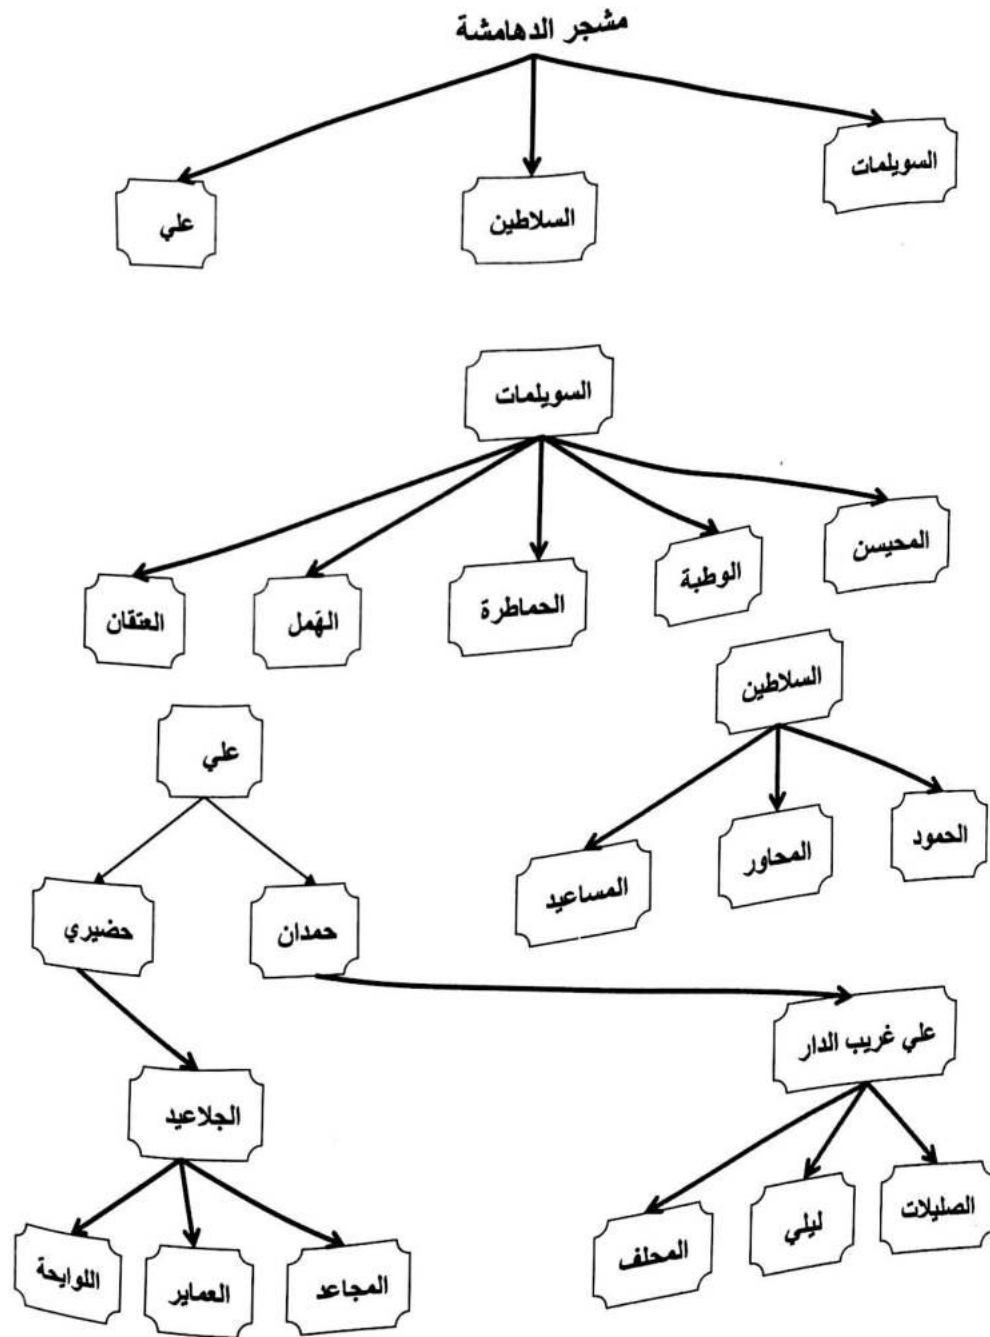 مشجر الدهامشة
السويلمات
السلاطين
علي
السويلمات
المحيسن
الوطبة
الحماطرة
الهَمل
العتقان
السلاطين
الحمود
المحاور
المساعيد
علي
حمدان
حضيري
علي غريب الدار
الصليلات
ليلي
المحلف
الجلاعيد
المجاعد
العماير
اللوايحة